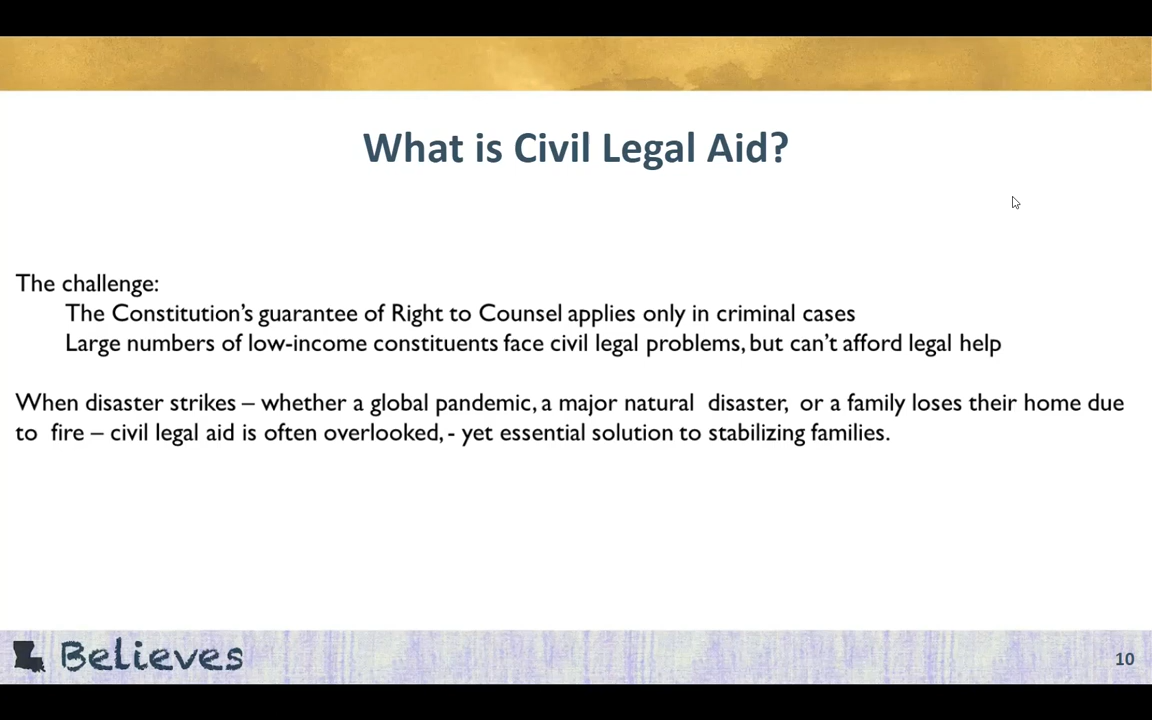 What is Civil Legal Aid?
The challenge:
The Constitution’s guarantee of Right to Counsel applies only in criminal cases
Large numbers of low-income constituents face civil legal problems, but can’t afford legal help
When disaster strikes – whether a global pandemic, a major natural disaster, or a family loses their home due
to fire – civil legal aid is often overlooked, - yet essential solution to stabilizing families.
Believes
10